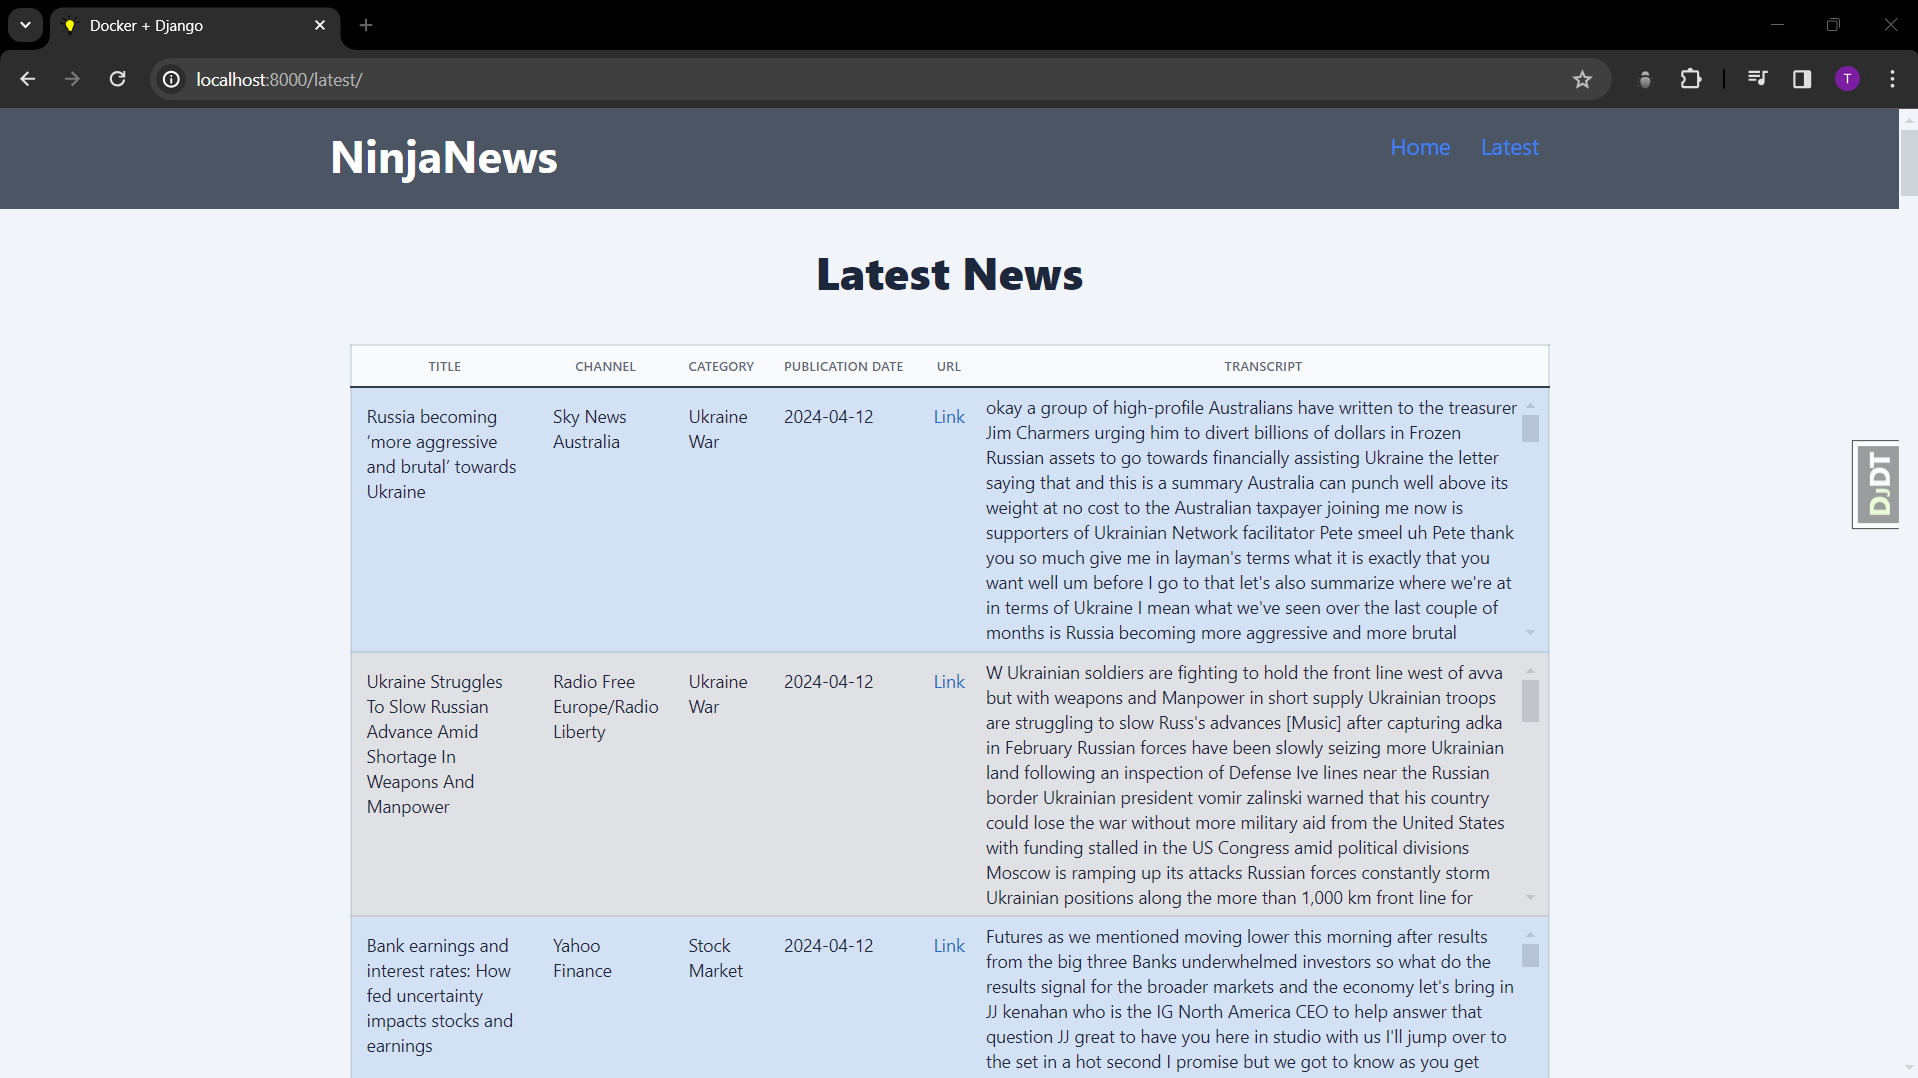 Docker + Django
localhost:8000/latest/
T
NinjaNews
Home
Latest
Latest News
TITLE
CHANNEL
CATEGORY
PUBLICATION DATE
URL
TRANSCRIPT
Russia becoming
‘more aggressive
and brutal’ towards
Ukraine
Sky News
Australia
Ukraine
War
2024-04-12
Link
okay a group of high-profile Australians have written to the treasurer
Jim Charmers urging him to divert billions of dollars in Frozen
Russian assets to go towards financially assisting Ukraine the letter
saying that and this is a summary Australia can punch well above its
weight at no cost to the Australian taxpayer joining me now is
supporters of Ukrainian Network facilitator Pete smeel uh Pete thank
you so much give me in layman's terms what it is exactly that you
want well um before I go to that let's also summarize where we're at
in terms of Ukraine I mean what we've seen over the last couple of
months is Russia becoming more aggressive and more brutal
Ukraine Struggles
To Slow Russian
Advance Amid
Shortage In
Weapons And
Manpower
Radio Free
Europe/Radio
Liberty
Ukraine
War
2024-04-12
Link
W Ukrainian soldiers are fighting to hold the front line west of avva
but with weapons and Manpower in short supply Ukrainian troops
are struggling to slow Russ's advances [Music] after capturing adka
in February Russian forces have been slowly seizing more Ukrainian
land following an inspection of Defense Ive lines near the Russian
border Ukrainian president vomir zalinski warned that his country
could lose the war without more military aid from the United States
with funding stalled in the US Congress amid political divisions
Moscow is ramping up its attacks Russian forces constantly storm
Ukrainian positions along the more than 1,000 km front line for
Bank earnings and
interest rates: How
fed uncertainty
impacts stocks and
earnings
Yahoo
Finance
Stock
Market
2024-04-12
Link
Futures as we mentioned moving lower this morning after results
from the big three Banks underwhelmed investors so what do the
results signal for the broader markets and the economy let's bring in
JJ kenahan who is the IG North America CEO to help answer that
question JJ great to have you here in studio with us I'll jump over to
the set in a hot second I promise but we got to know as you get
DJDT